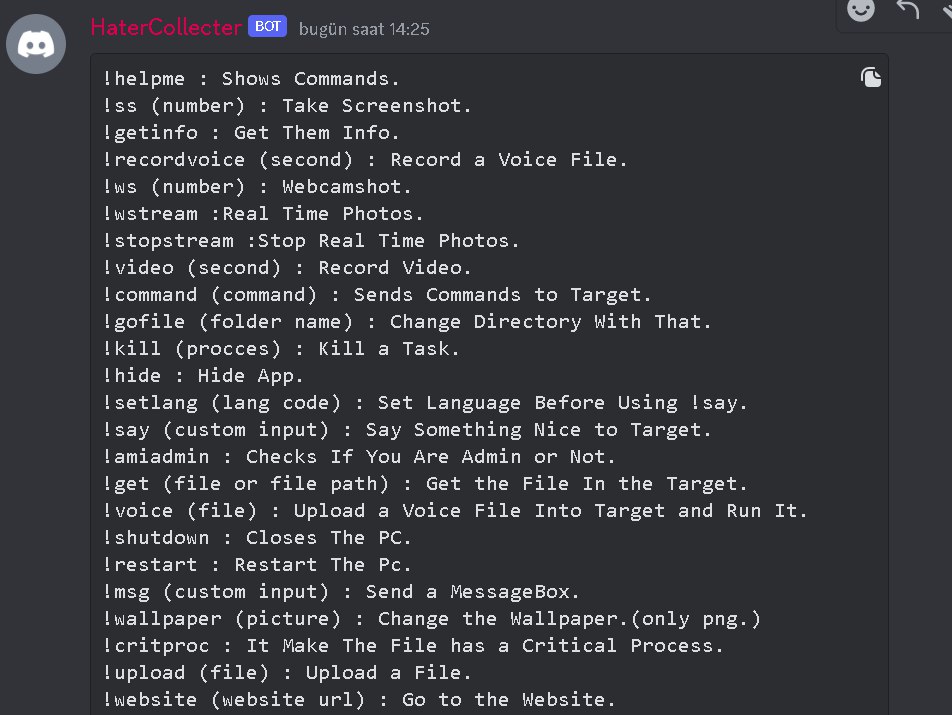 HaterCollecter BOT bugün saat 14:25
!helpme : Shows Commands.
!ss (number) : Take Screenshot.
!getinfo : Get Them Info.
!recordvoice (second) : Record a Voice File.
!ws (number) : Webcamshot.
!wstream :Real Time Photos.
!stopstream :Stop Real Time Photos.
!video (second) : Record Video.
!command (command) : Sends Commands to Target.
!gofile (folder name) : Change Directory With That.
!kill (procces) : Kill a Task.
!hide : Hide App.
!setlang (lang code) : Set Language Before Using !say.
!say (custom input) : Say Something Nice to Target.
!amiadmin : Checks If You Are Admin or Not.
!get (file or file path) : Get the File In the Target.
!voice (file) : Upload a Voice File Into Target and Run It.
!shutdown : Closes The PC.
!restart : Restart The Pc.
!msg (custom input) : Send a MessageBox.
!wallpaper (picture) : Change the Wallpaper.(only png.)
!critproc : It Make The File has a Critical Process.
!upload (file) : Upload a File.
!website (website url) : Go to the Website.